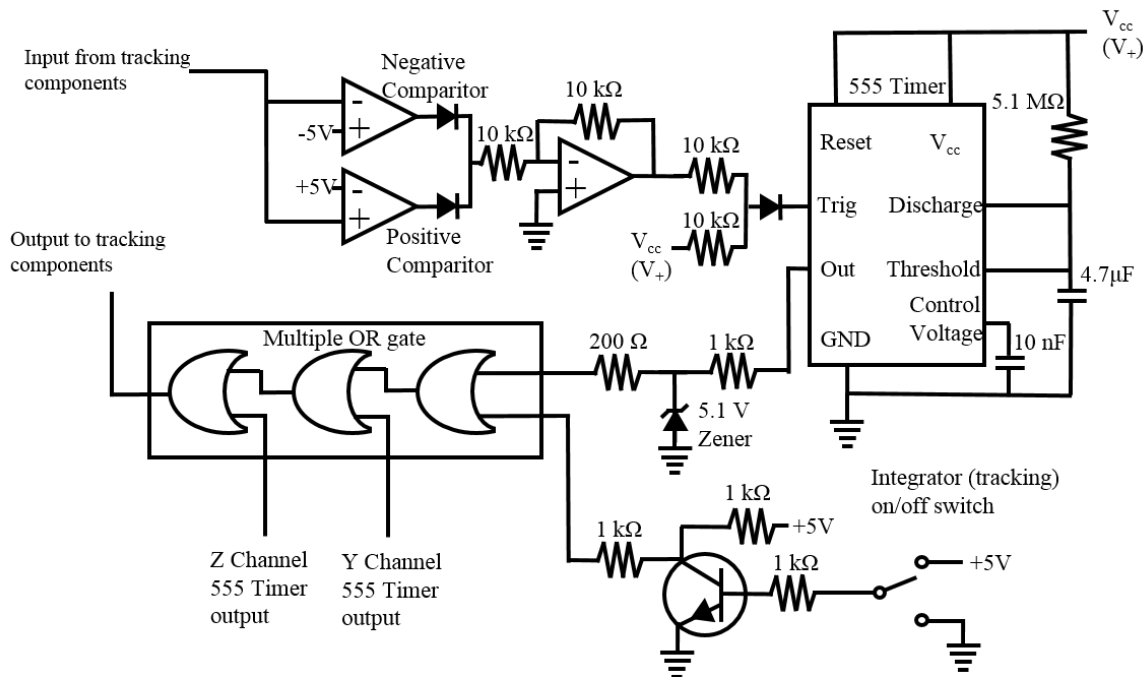 Input from tracking
components
Negative
Comparitor
-
+
-5V
10 kΩ
+5V
-
+
Positive
Comparitor
10 kΩ
-
+
10 kΩ
10 kΩ
Vcc
(V+)
555 Timer
Vcc
(V+)
5.1 MΩ
Reset
Vcc
Trig
Discharge
Out
Threshold
Control
Voltage
GND
4.7µF
10 nF
Output to tracking
components
Multiple OR gate
200 Ω
1 kΩ
5.1 V
Zener
Z Channel
555 Timer
output
Y Channel
555 Timer
output
1 kΩ
1 kΩ
+5V
1 kΩ
Integrator (tracking)
on/off switch
+5V